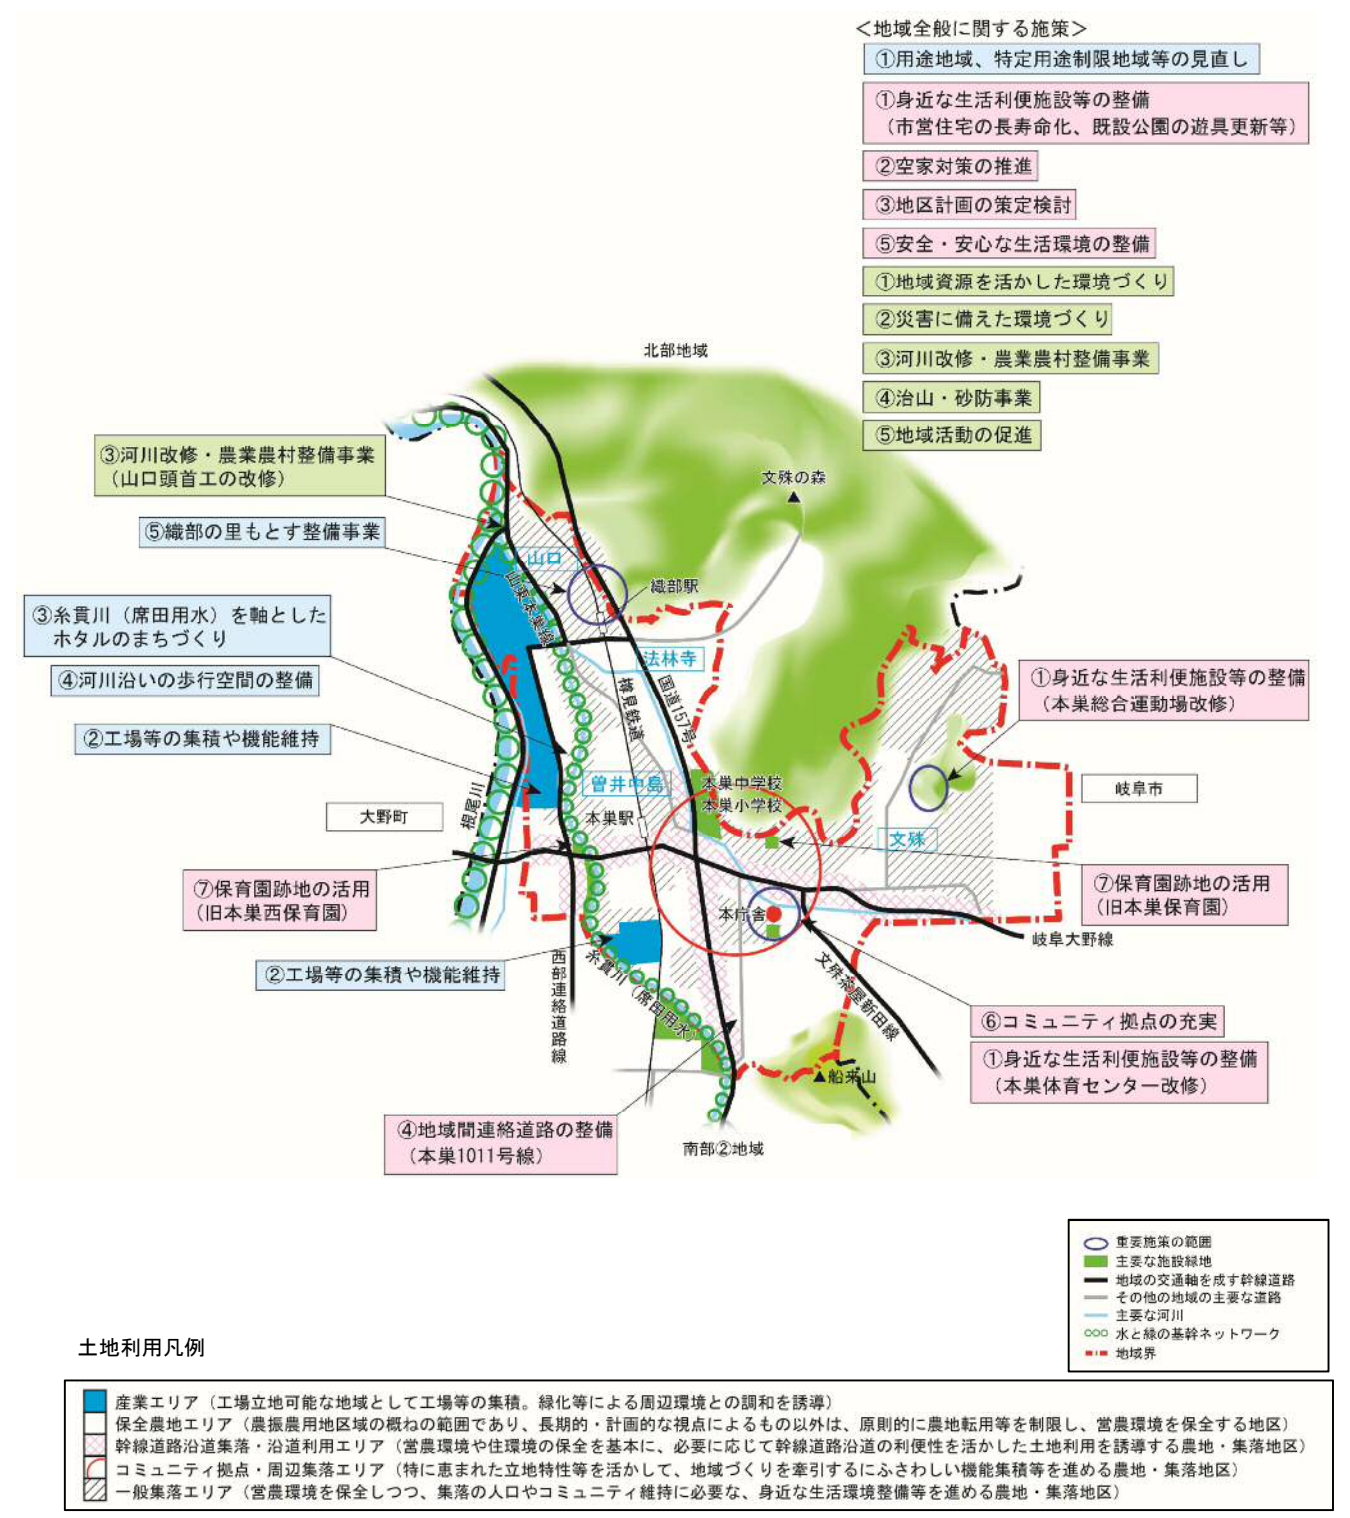 ＜地域全般に関する施策＞
①用途地域、特定用途制限地域等の見直し
①身近な生活利便施設等の整備
（市営住宅の長寿命化、既設公園の遊具更新等）
②空家対策の推進
③地区計画の策定検討
⑤安全・安心な生活環境の整備
①地域資源を活かした環境づくり
②災害に備えた環境づくり
③河川改修・農業農村整備事業
④治山・砂防事業
⑤地域活動の促進
北部地域
③河川改修・農業農村整備事業
（山口頭首工の改修）
文殊の森
⑤織部の里もとす整備事業
山口
織部駅
山東本巣線
③糸貫川（席田用水）を軸とした
ホタルのまちづくり
法林寺
④河川沿いの歩行空間の整備
樽見鉄道
国道157号
①身近な生活利便施設等の整備
（本巣総合運動場改修）
②工場等の集積や機能維持
曽井中島
本巣中学校
本巣小学校
岐阜市
大野町
根尾川
本巣駅
文殊
⑦保育園跡地の活用
（旧本巣西保育園）
⑦保育園跡地の活用
（旧本巣保育園）
本庁舎
岐阜大野線
②工場等の集積や機能維持
西部連絡道路線
糸貫川（席田用水）
文殊茶屋新田線
⑥コミュニティ拠点の充実
①身近な生活利便施設等の整備
（本巣体育センター改修）
船来山
④地域間連絡道路の整備
（本巣1011号線）
南部②地域
重要施策の範囲
主要な施設緑地
地域の交通軸を成す幹線道路
その他の地域の主要な道路
主要な河川
水と緑の基幹ネットワーク
地域界
土地利用凡例
産業エリア（工場立地可能な地域として工場等の集積。緑化等による周辺環境との調和を誘導）
保全農地エリア（農振農用地区域の概ねの範囲であり、長期的・計画的な視点によるもの以外は、原則的に農地転用等を制限し、営農環境を保全する地区）
幹線道路沿道集落・沿道利用エリア（営農環境や住環境の保全を基本に、必要に応じて幹線道路沿道の利便性を活かした土地利用を誘導する農地・集落地区）
コミュニティ拠点・周辺集落エリア（特に恵まれた立地特性等を活かして、地域づくりを牽引するにふさわしい機能集積等を進める農地・集落地区）
一般集落エリア（営農環境を保全しつつ、集落の人口やコミュニティ維持に必要な、身近な生活環境整備等を進める農地・集落地区）